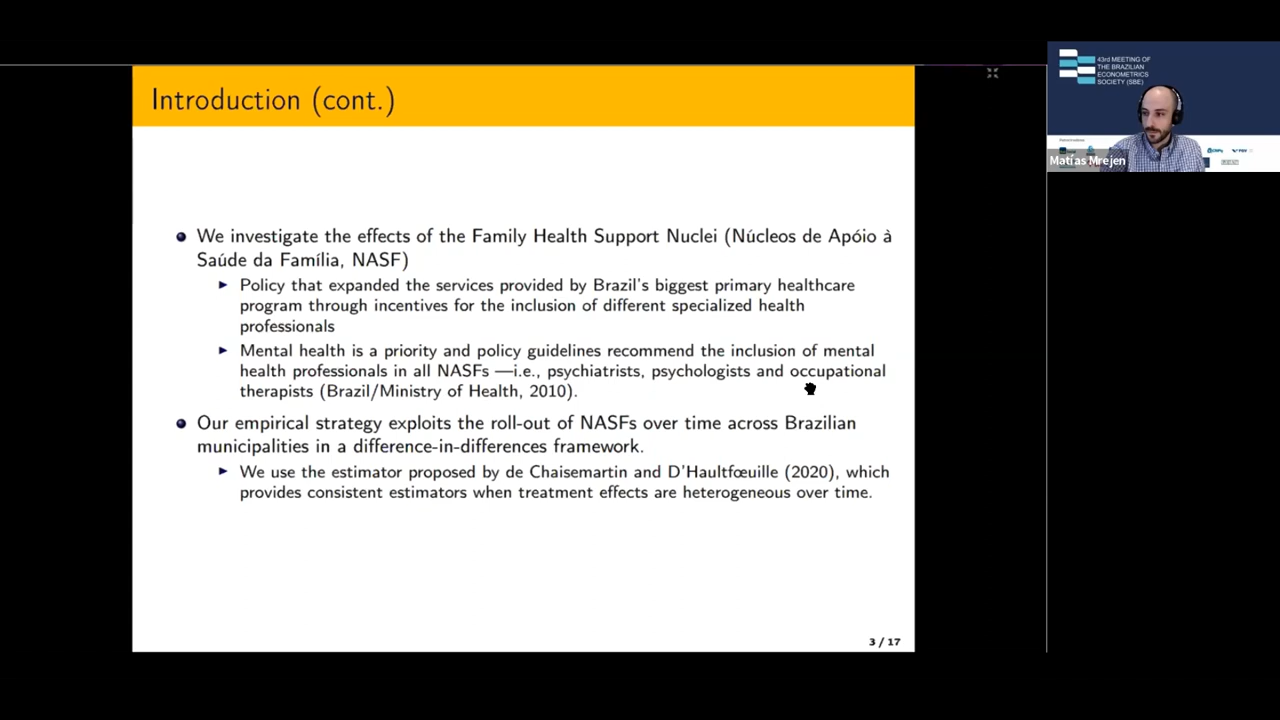 Introduction (cont.)
43rd MEETING OF
THE BRAZILIAN
ECONOMETRICS
SOCIETY (SBE)
Matías Mrejen
We investigate the effects of the Family Health Support Nuclei (Núcleos de Apóio à
Saúde da Família, NASF)
Policy that expanded the services provided by Brazil's biggest primary healthcare
program through incentives for the inclusion of different specialized health
professionals
Mental health is a priority and policy guidelines recommend the inclusion of mental
health professionals in all NASFs —i.e., psychiatrists, psychologists and occupational
therapists (Brazil/Ministry of Health, 2010).
Our empirical strategy exploits the roll-out of NASFs over time across Brazilian
municipalities in a difference-in-differences framework.
We use the estimator proposed by de Chaisemartin and D'Haultfœuille (2020), which
provides consistent estimators when treatment effects are heterogeneous over time.
3 / 17